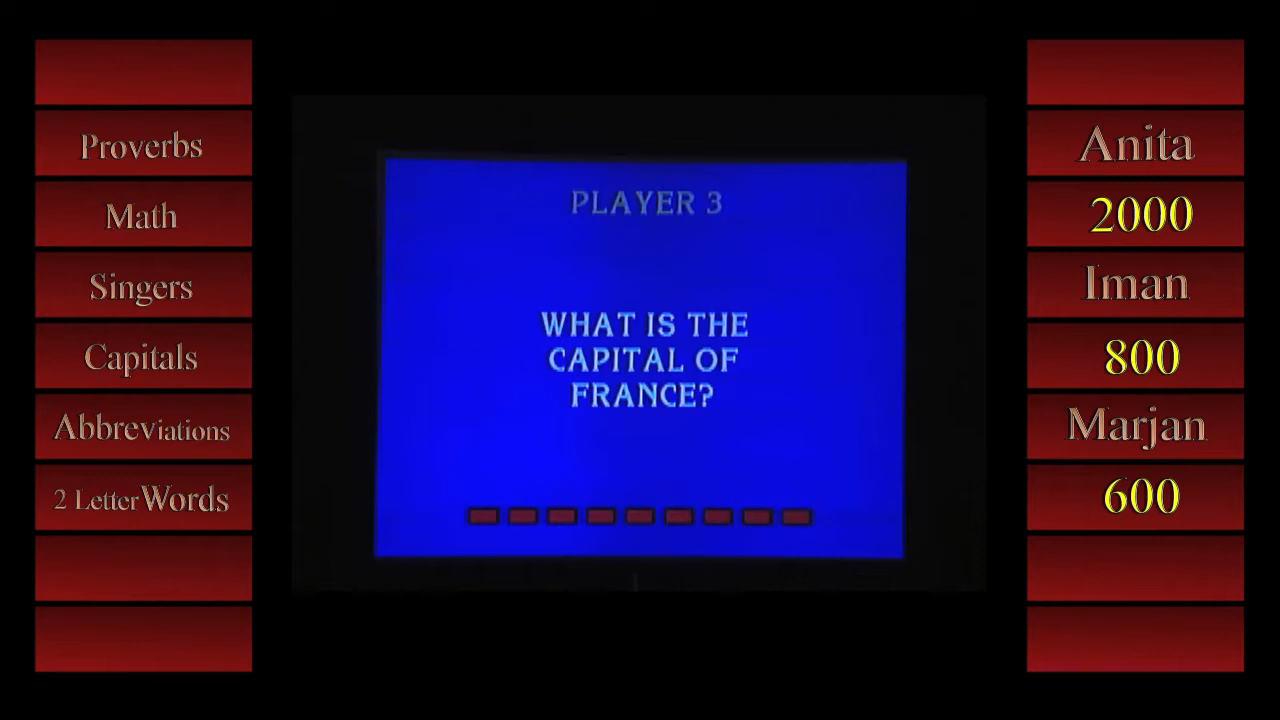 Proverbs
Math
Singers
Capitals
Abbreviations
2 Letter Words
PLAYER 3
WHAT IS THE
CAPITAL OF
FRANCE?
Anita
2000
Iman
800
Marjan
600